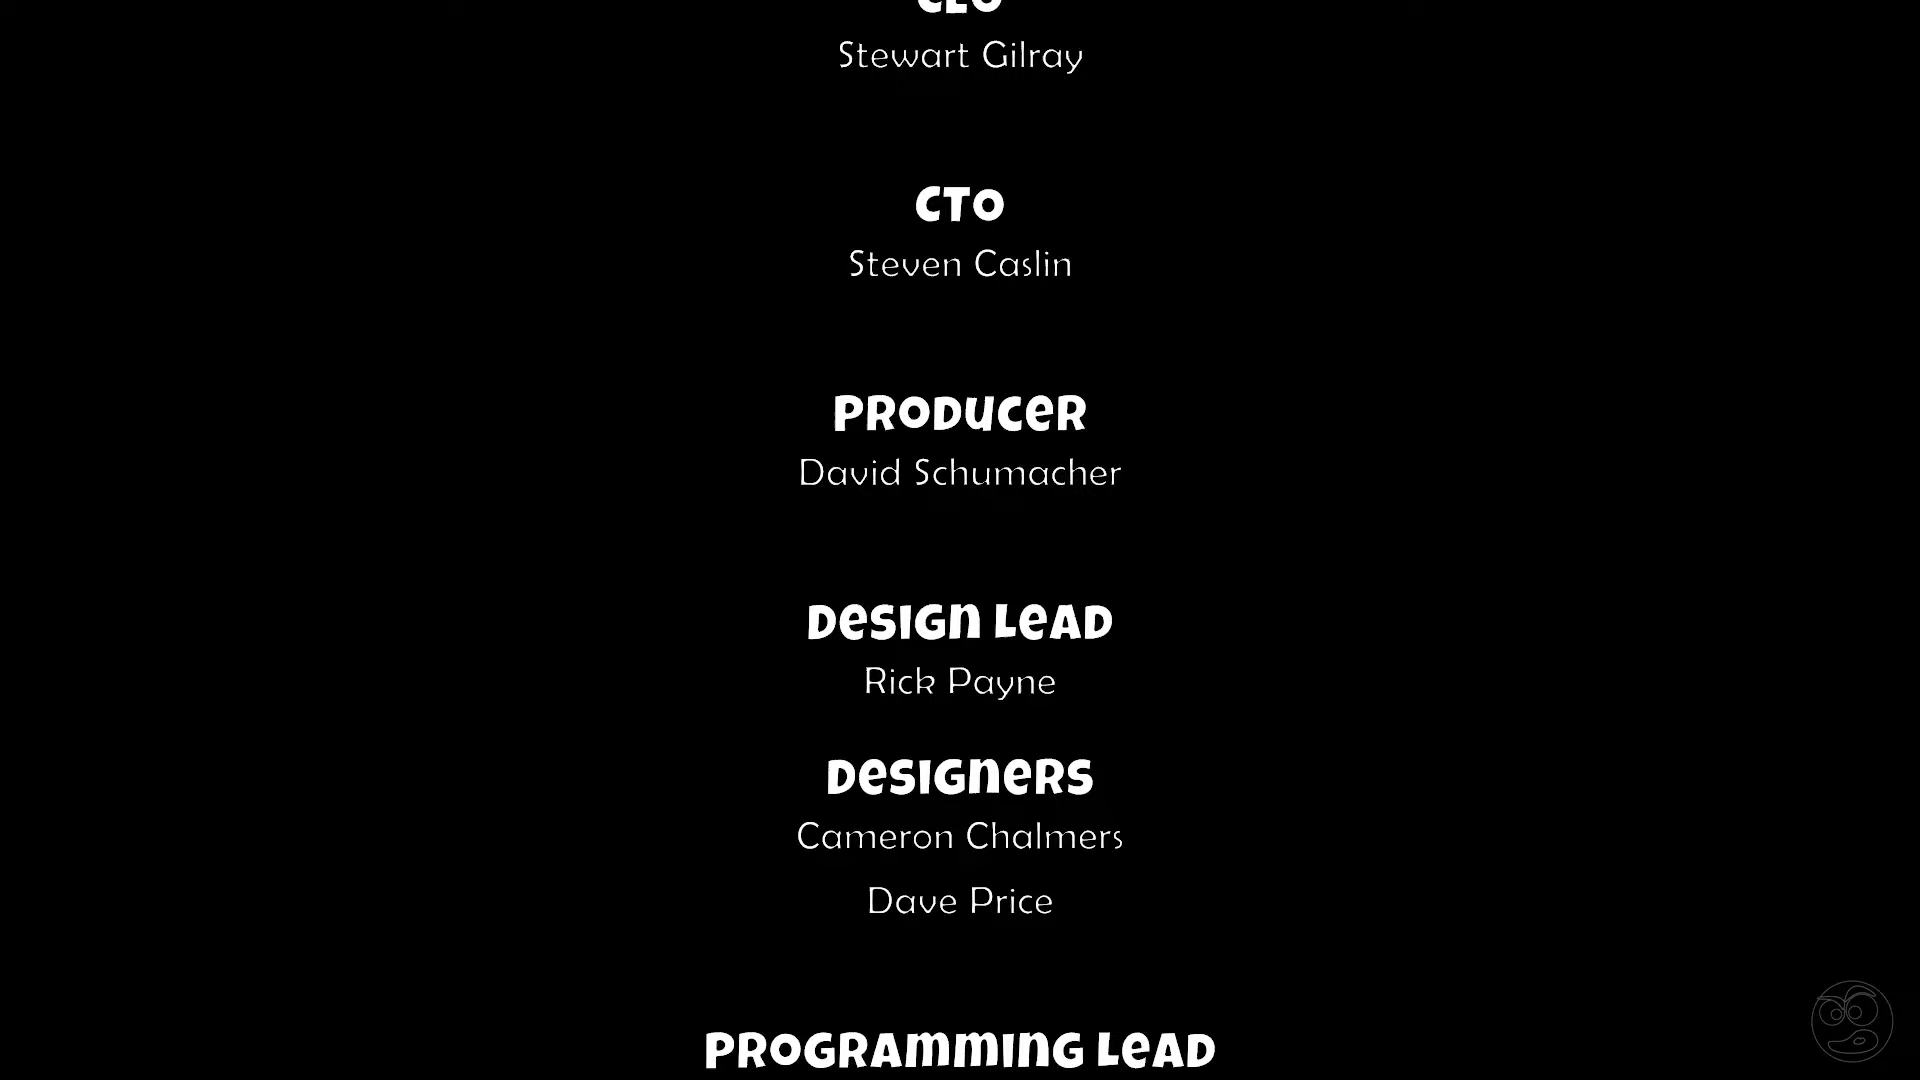 CEO
Stewart Gilray
CTO
Steven Caslin
PRODUCER
David Schumacher
DESIGN LEAD
Rick Payne
DESIGNERS
Cameron Chalmers
Dave Price
PROGRAMMING LEAD